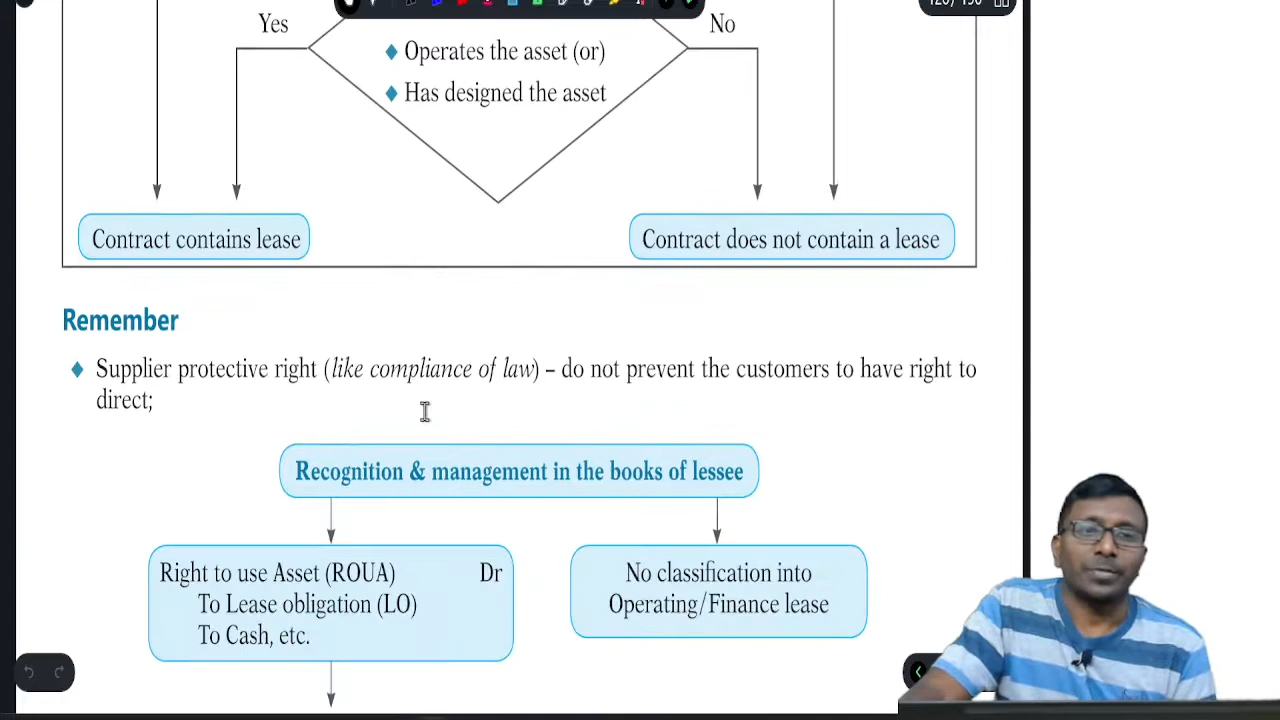 Yes
No
♦ Operates the asset (or)
♦ Has designed the asset
Contract contains lease
Contract does not contain a lease
Remember
♦ Supplier protective right (like compliance of law) – do not prevent the customers to have right to
direct;
Recognition & management in the books of lessee
Right to use Asset (ROUA) Dr
To Lease obligation (LO)
To Cash, etc.
No classification into
Operating/Finance lease